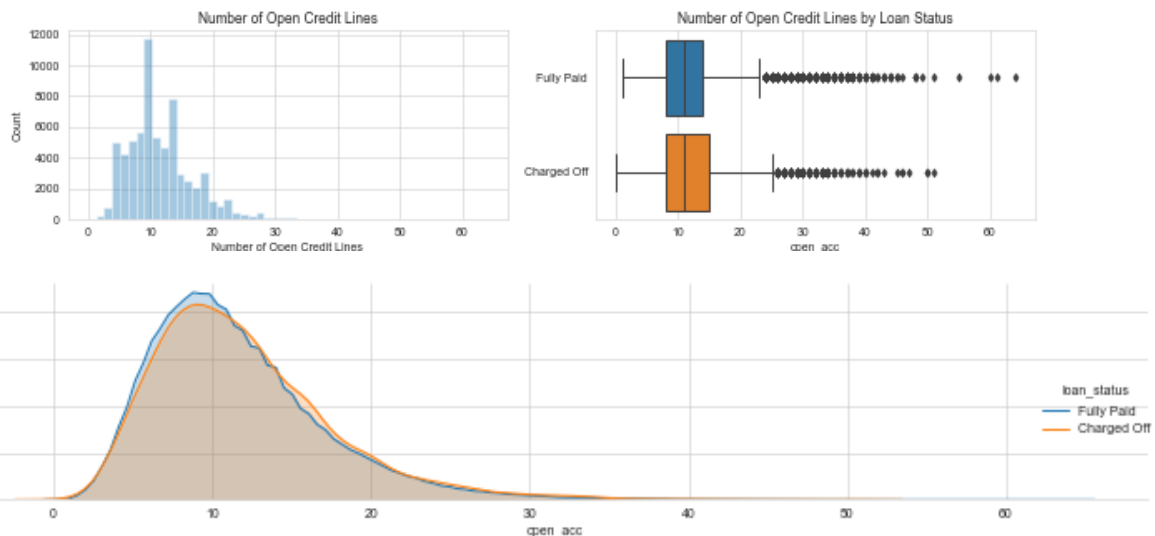 Number of Open Credit Lines
12000
10000
8000
6000
4000
2000
0
Count
0 10 20 30 40 50 60
Number of Open Credit Lines
Number of Open Credit Lines by Loan Status
Fully Paid
Charged Off
0 10 20 30 40 50 60
open_acc
loan_status
Fully Paid
Charged Off
0 10 20 30 40 50 60
open_acc